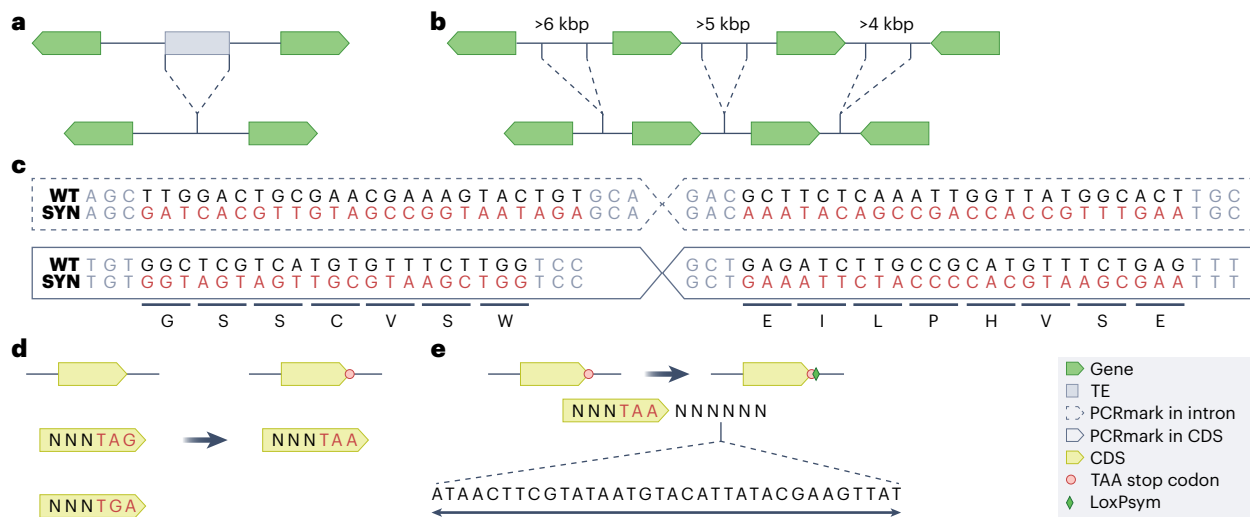 a
b
>6 kbp >5 kbp >4 kbp
c
WT AGCTTGGACTGCGAACGAAAGTACTGTGCA GACGCTTCTCAAATTGGTTATGGCACTTGC
SYN AGCGATCACGTTGTAGCCGGTAATAGAGCA GACAAATACAGCCGACCACCGTTTGAATGC
WT TGTGGCTCGTCATGTGTTTCTTGGTCC GCTGAGATCTTGCCGCATGTTTCTGAGTTT
SYN TGTGGTAGTAGTTGCGTAAGCTGGTCC GCTGAAATTCTACCCCACGTAAGCGAATTT
G S S C V S W E I L P H V S E
d
NNNTAG
NNNTAA
NNNTGA
e
NNNTAA NNNNNN
ATAACTTCGTATAATGTACATTATACGAAGTTAT
Gene
TE
PCRmark in intron
PCRmark in CDS
CDS
TAA stop codon
LoxPsym